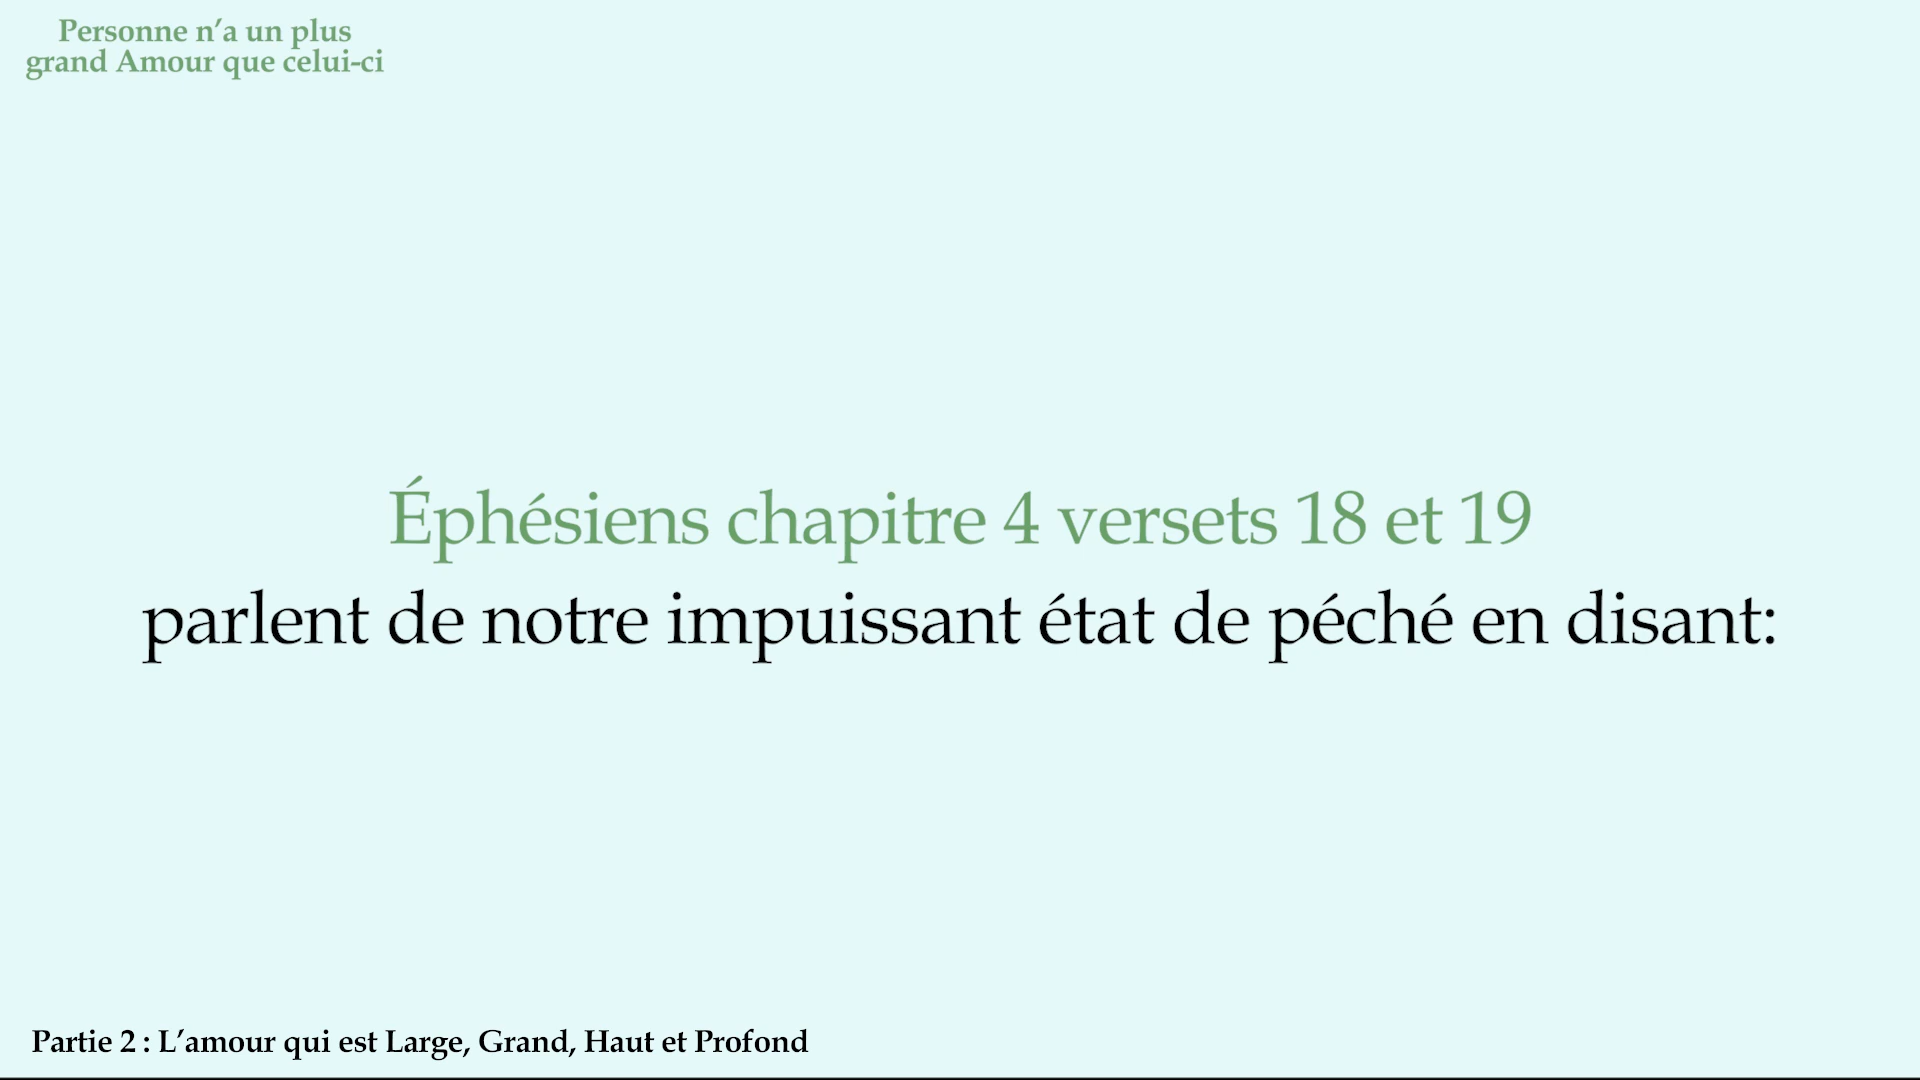 Personne n’a un plus
grand Amour que celui-ci
Éphésiens chapitre 4 versets 18 et 19
parlent de notre impuissant état de péché en disant:
Partie 2 : L’amour qui est Large, Grand, Haut et Profond